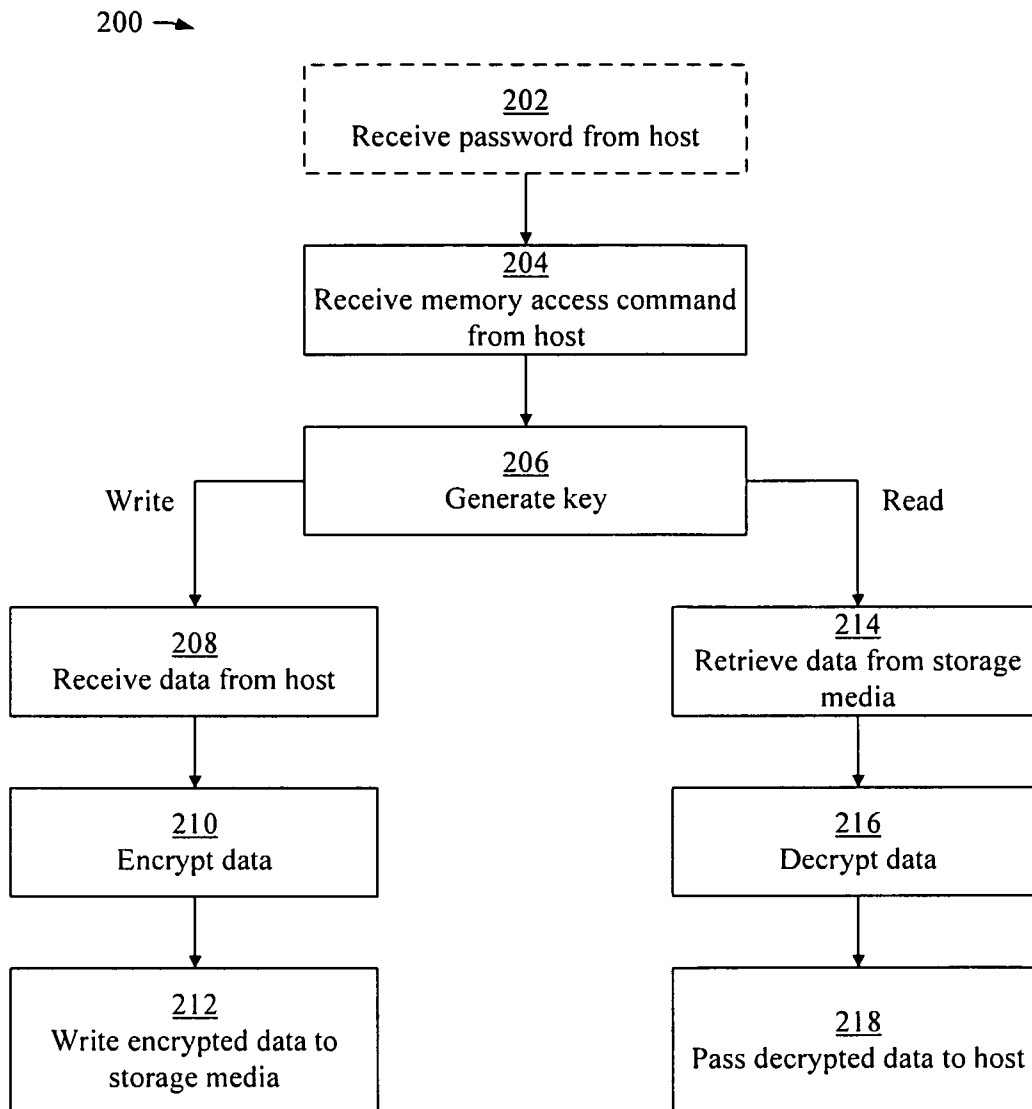 200
202
Receive password from host
204
Receive memory access command
from host
206
Generate key
Write
Read
208
Receive data from host
214
Retrieve data from storage
media
210
Encrypt data
216
Decrypt data
212
Write encrypted data to
storage media
218
Pass decrypted data to host